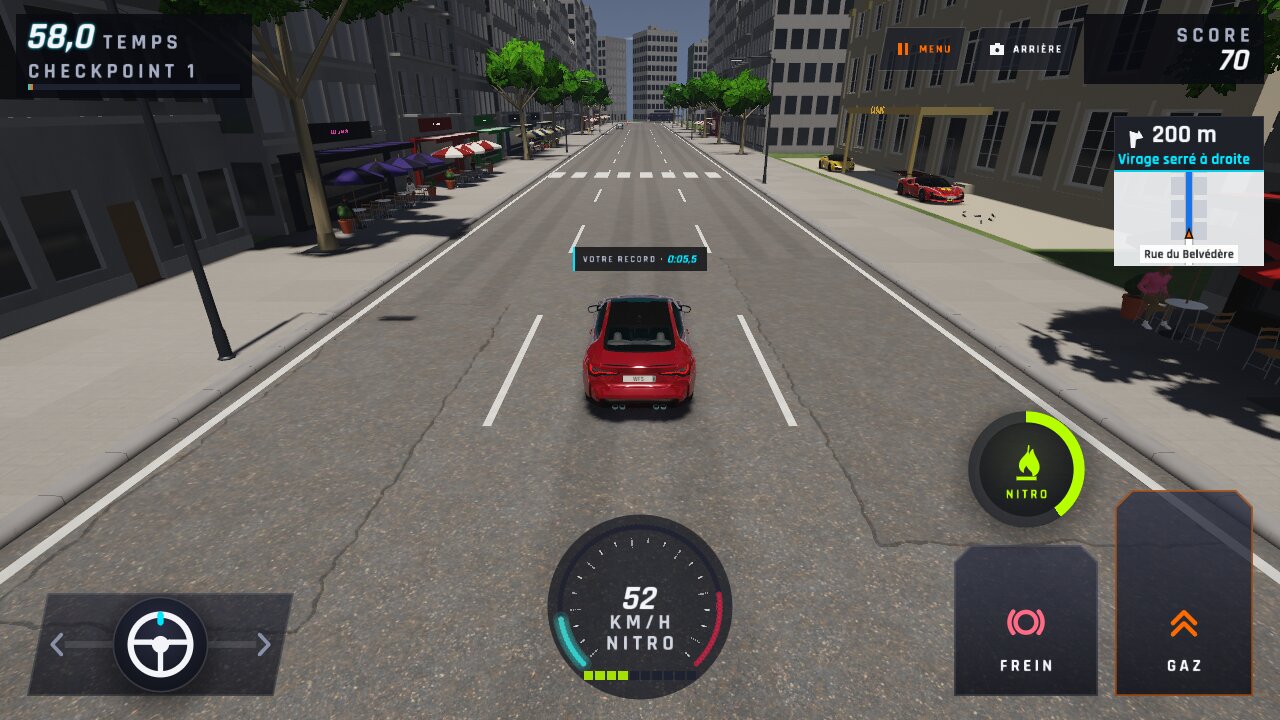 58,0 TEMPS
CHECKPOINT 1
MENU
ARRIÈRE
SCORE
70
200 m
Virage serré à droite
Rue du Belvédère
VOTRE RECORD · 0:05,5
NITRO
52
KM/H
NITRO
FREIN
GAZ